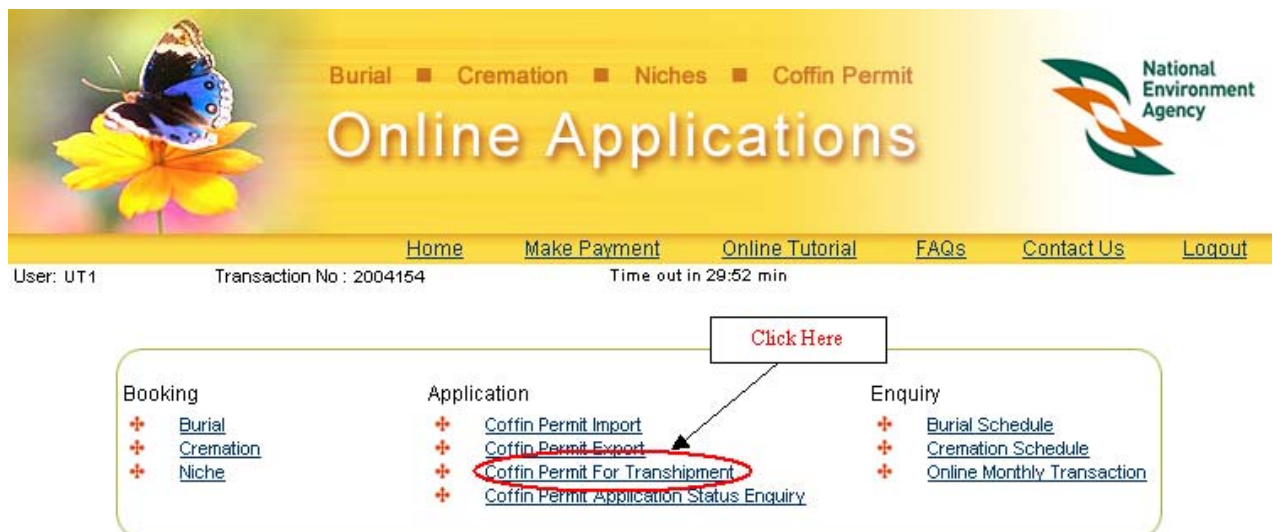 Burial ■ Cremation ■ Niches ■ Coffin Permit
Online Applications
National
Environment
Agency
Home Make Payment Online Tutorial FAQs Contact Us Logout
User: UT1 Transaction No : 2004154 Time out in 29:52 min
Click Here
Booking
Burial
Cremation
Niche
Application
Coffin Permit Import
Coffin Permit Export
Coffin Permit For Transhipment
Coffin Permit Application Status Enquiry
Enquiry
Burial Schedule
Cremation Schedule
Online Monthly Transaction